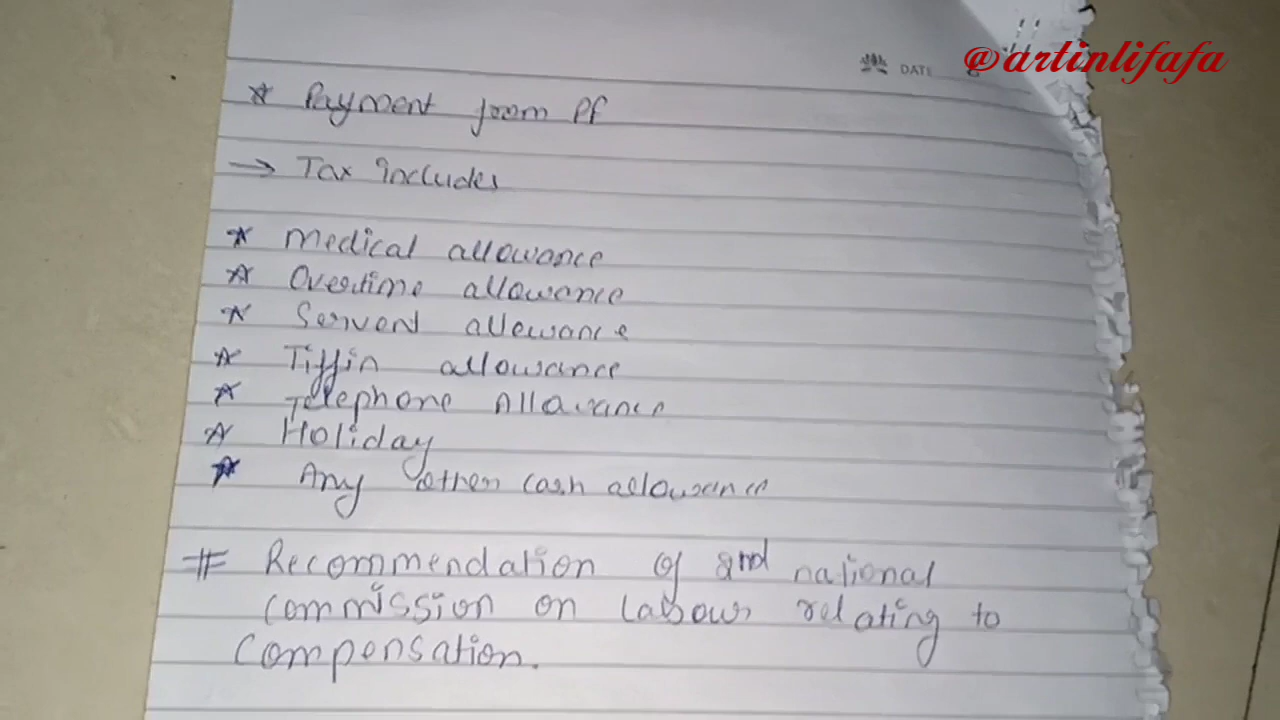 DATE
@artinlifafa
* Payment from PF
→ Tax includes
* Medical allowance
* Overtime allowance
* Servent allowance
* Tiffin allowance
* Telephone Allowance
* Holiday
* Any other cash allowance
# Recommendation of 2nd national
commission on Labour relating to
Compensation.